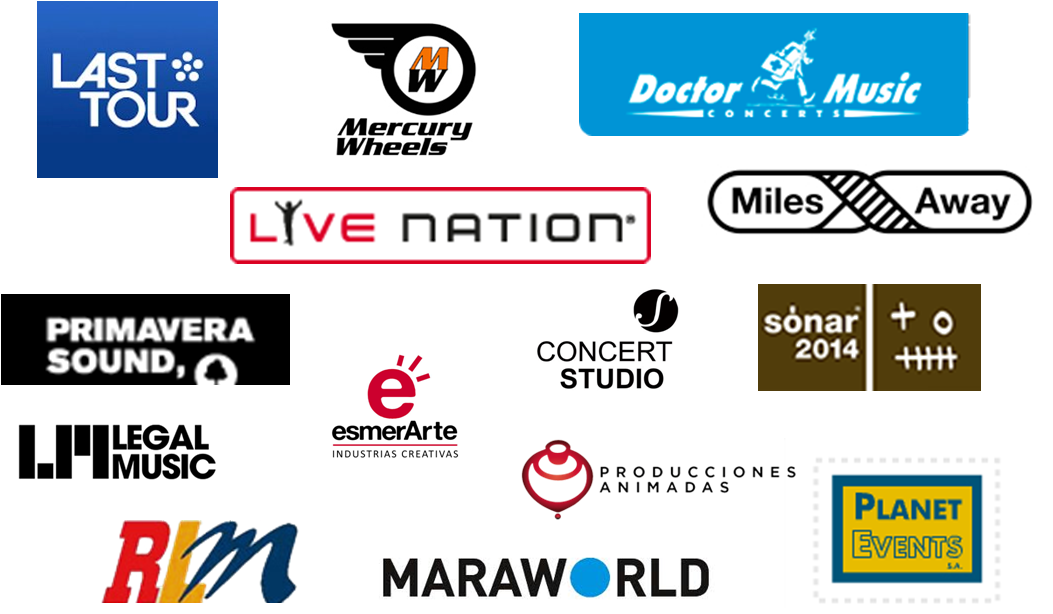 LAST
TOUR
MW
Mercury
Wheels
Doctor Music
CONCERTS
LIVE NATION®
Miles Away
PRIMAVERA
SOUND,
CONCERT
STUDIO
sónar
2014
e
esmerArte
INDUSTRIAS CREATIVAS
LM LEGAL
MUSIC
PRODUCCIONES
ANIMADAS
PLANET
EVENTS
S.A.
RLM
MARAWORLD